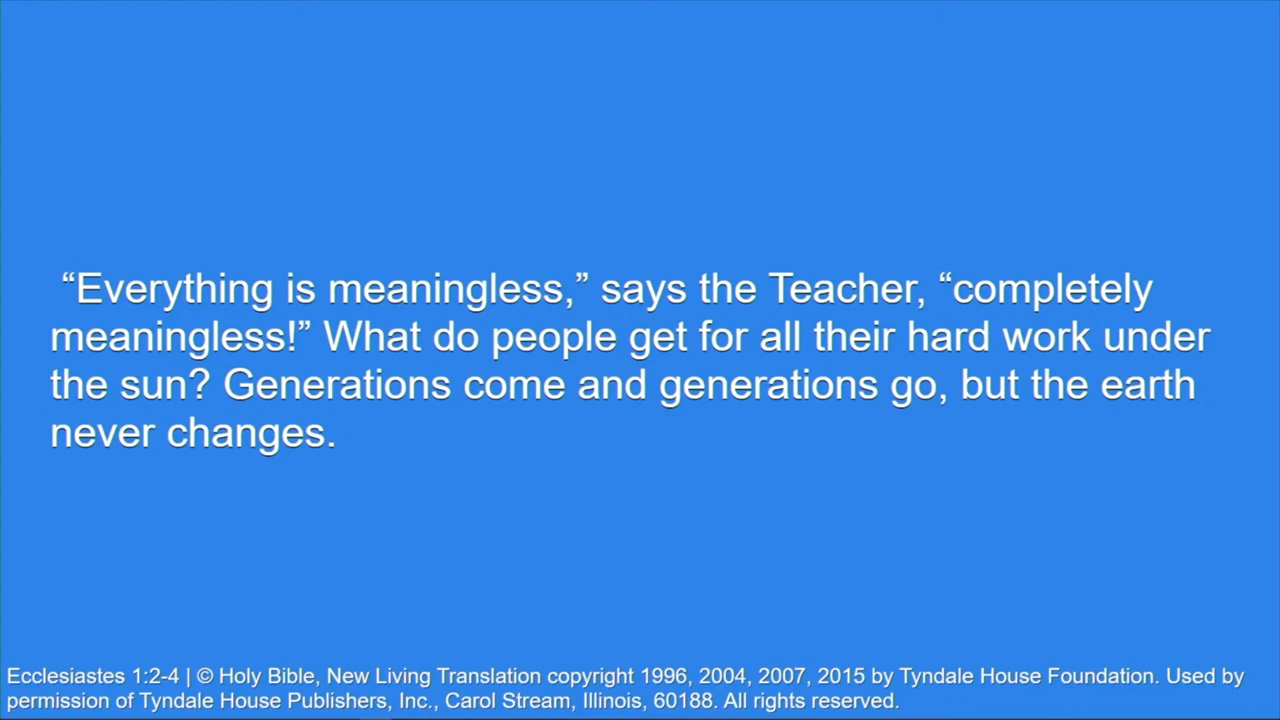 “Everything is meaningless,” says the Teacher, “completely
meaningless!” What do people get for all their hard work under
the sun? Generations come and generations go, but the earth
never changes.
Ecclesiastes 1:2-4 | © Holy Bible, New Living Translation copyright 1996, 2004, 2007, 2015 by Tyndale House Foundation. Used by
permission of Tyndale House Publishers, Inc., Carol Stream, Illinois, 60188. All rights reserved.